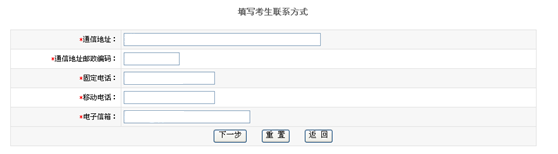 填写考生联系方式
*通信地址：
*通信地址邮政编码：
*固定电话：
*移动电话：
*电子信箱：
下一步 重 置 返 回